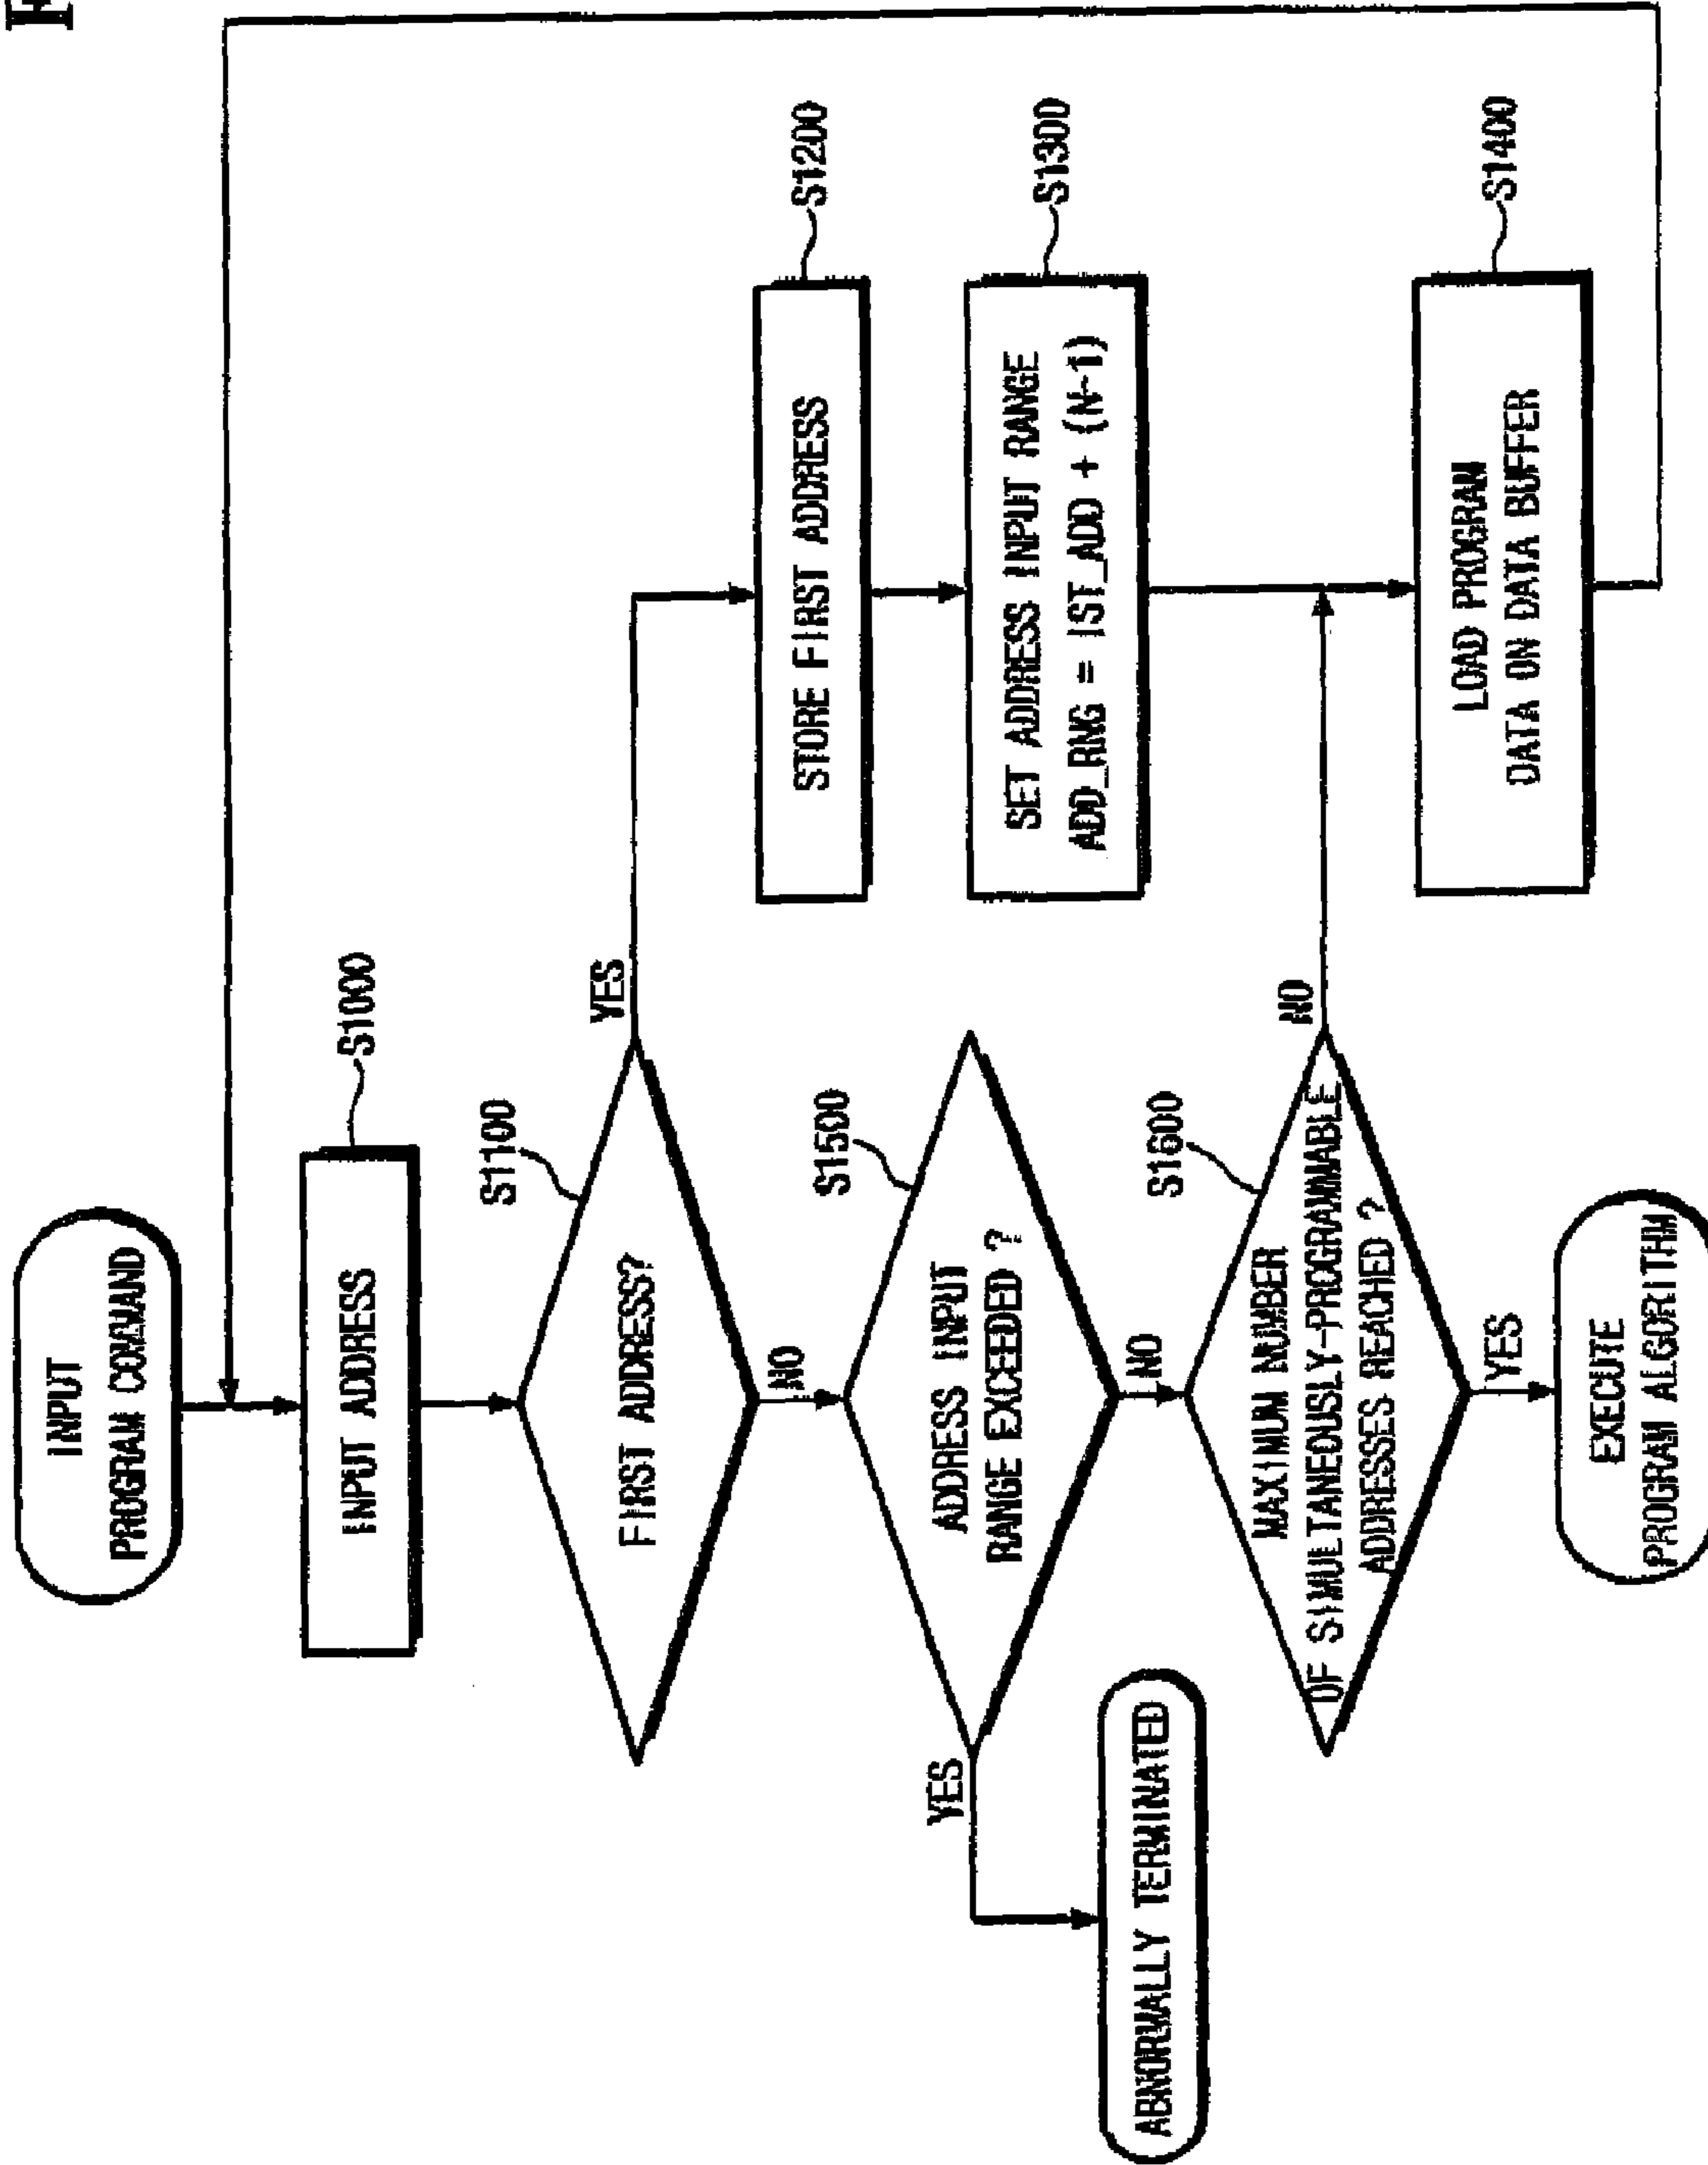 INPUT
PROGRAM COMMAND
INPUT ADDRESS
S1000
S1100
FIRST ADDRESS?
YES
NO
STORE FIRST ADDRESS
S1200
SET ADDRESS INPUT RANGE
ADD_RNG = 1ST_ADD + (N-1)
S1300
S1500
ADDRESS INPUT
RANGE EXCEEDED ?
YES
NO
ABNORMALLY TERMINATED
S1600
MAXIMUM NUMBER
OF SIMULTANEOUSLY-PROGRAMMABLE
ADDRESSES REACHED ?
NO
YES
LOAD PROGRAM
DATA ON DATA BUFFER
S1400
EXECUTE
PROGRAM ALGORITHM